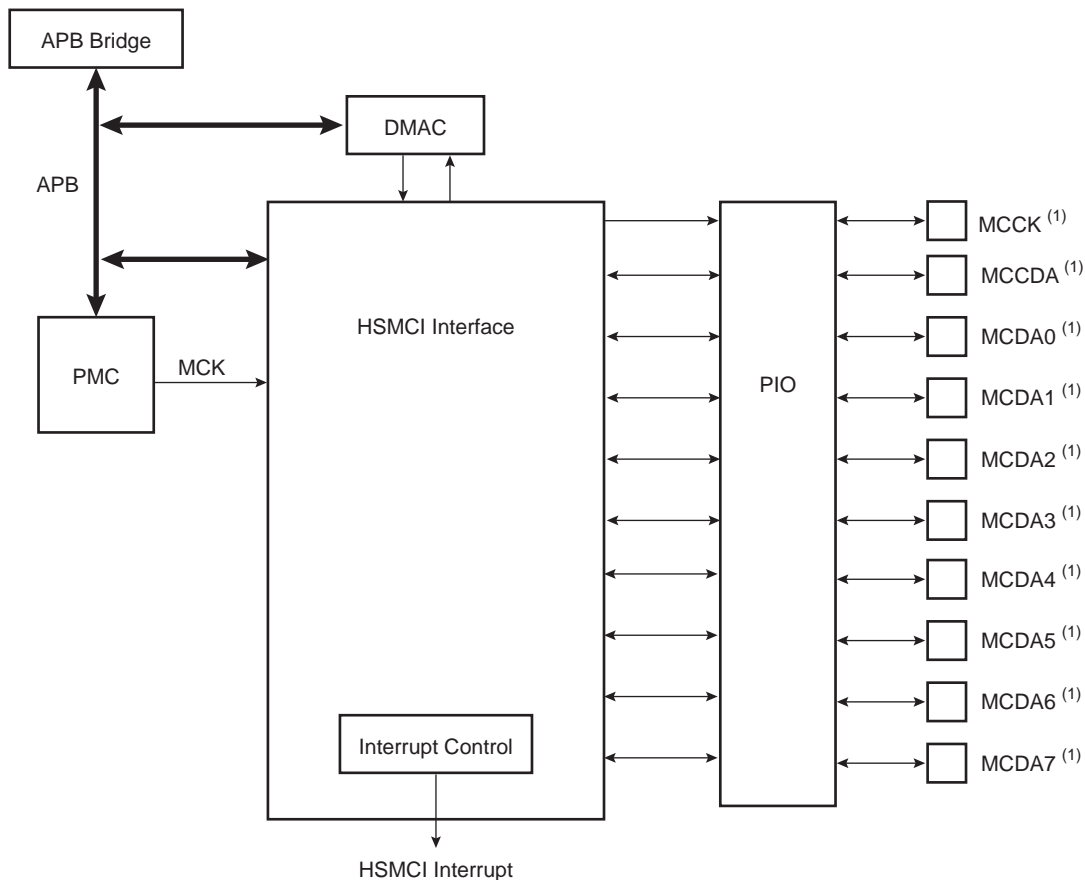 APB Bridge
DMAC
APB
MCCK (1)
MCCDA (1)
HSMCI Interface
MCDA0 (1)
PMC
MCK
PIO
MCDA1 (1)
MCDA2 (1)
MCDA3 (1)
MCDA4 (1)
MCDA5 (1)
MCDA6 (1)
Interrupt Control
MCDA7 (1)
HSMCI Interrupt